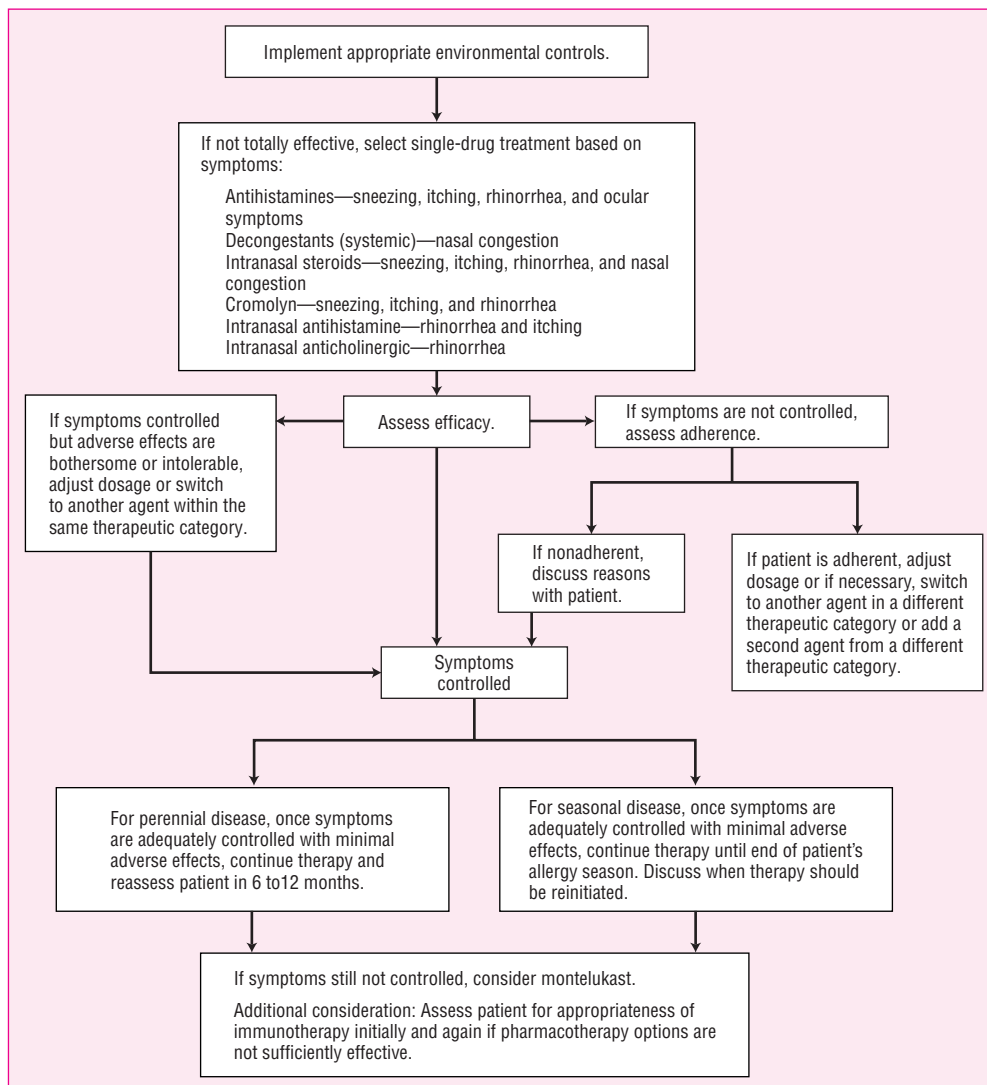 Implement appropriate environmental controls.
If not totally effective, select single-drug treatment based on
symptoms:
Antihistamines—sneezing, itching, rhinorrhea, and ocular
symptoms
Decongestants (systemic)—nasal congestion
Intranasal steroids—sneezing, itching, rhinorrhea, and nasal
congestion
Cromolyn—sneezing, itching, and rhinorrhea
Intranasal antihistamine—rhinorrhea and itching
Intranasal anticholinergic—rhinorrhea
If symptoms controlled
but adverse effects are
bothersome or intolerable,
adjust dosage or switch
to another agent within the
same therapeutic category.
Assess efficacy.
If symptoms are not controlled,
assess adherence.
If nonadherent,
discuss reasons
with patient.
If patient is adherent, adjust
dosage or if necessary, switch
to another agent in a different
therapeutic category or add a
second agent from a different
therapeutic category.
Symptoms
controlled
For perennial disease, once symptoms
are adequately controlled with minimal
adverse effects, continue therapy and
reassess patient in 6 to12 months.
For seasonal disease, once symptoms are
adequately controlled with minimal adverse
effects, continue therapy until end of patient’s
allergy season. Discuss when therapy should
be reinitiated.
If symptoms still not controlled, consider montelukast.
Additional consideration: Assess patient for appropriateness of
immunotherapy initially and again if pharmacotherapy options are
not sufficiently effective.